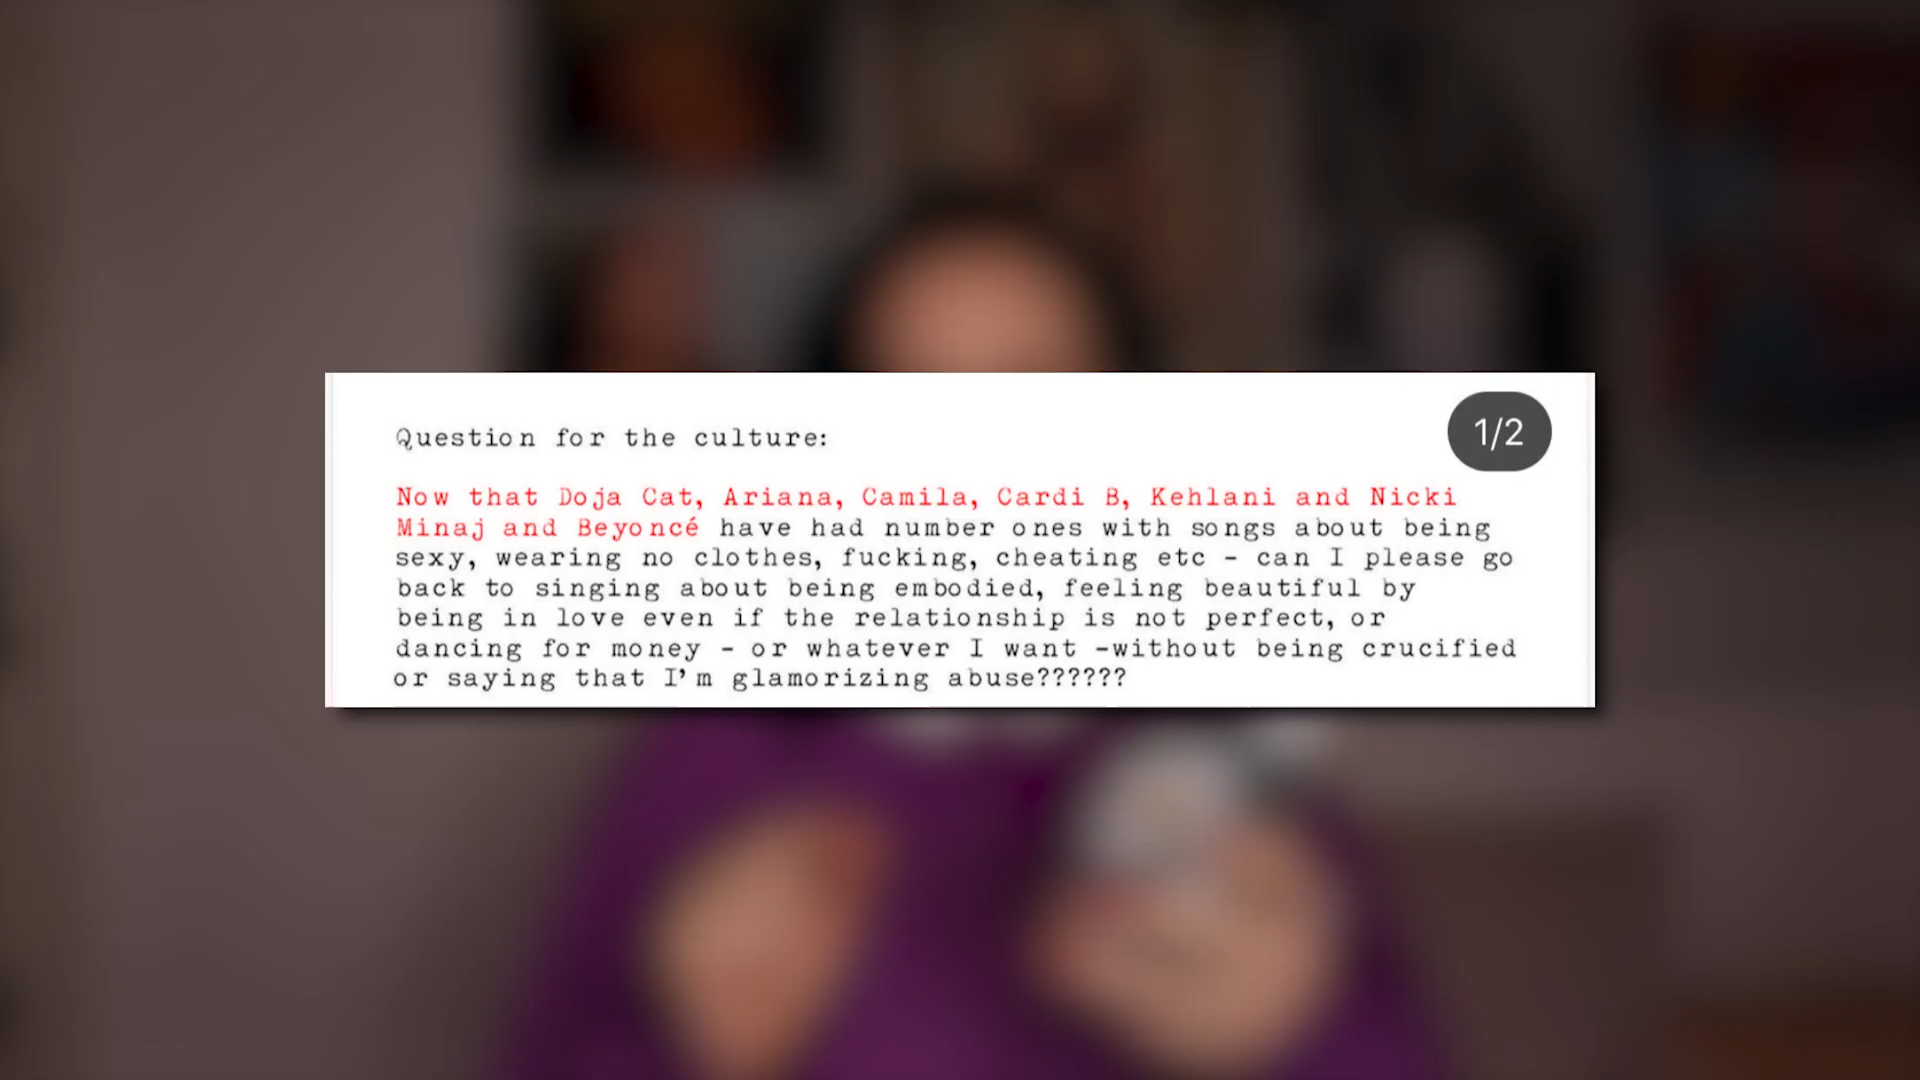 Question for the culture:
1/2
Now that Doja Cat, Ariana, Camila, Cardi B, Kehlani and Nicki
Minaj and Beyoncé have had number ones with songs about being
sexy, wearing no clothes, fucking, cheating etc - can I please go
back to singing about being embodied, feeling beautiful by
being in love even if the relationship is not perfect, or
dancing for money - or whatever I want -without being crucified
or saying that I'm glamorizing abuse??????